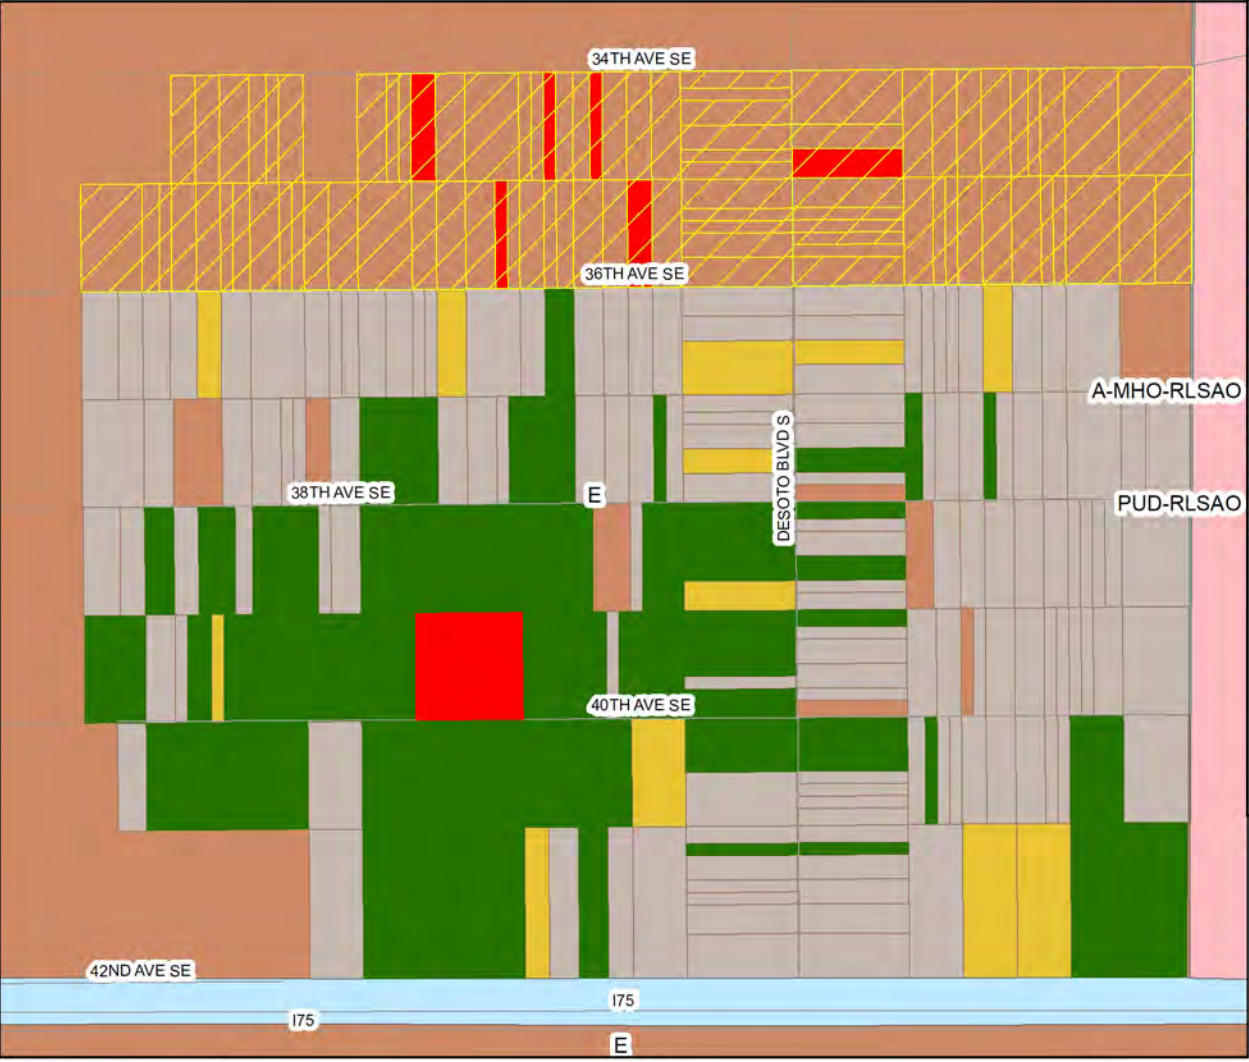 34TH AVE SE
36TH AVE SE
A-MHO-RLSAO
DESOTO BLVD S
38TH AVE SE
E
PUD-RLSAO
40TH AVE SE
42ND AVE SE
I75
I75
E